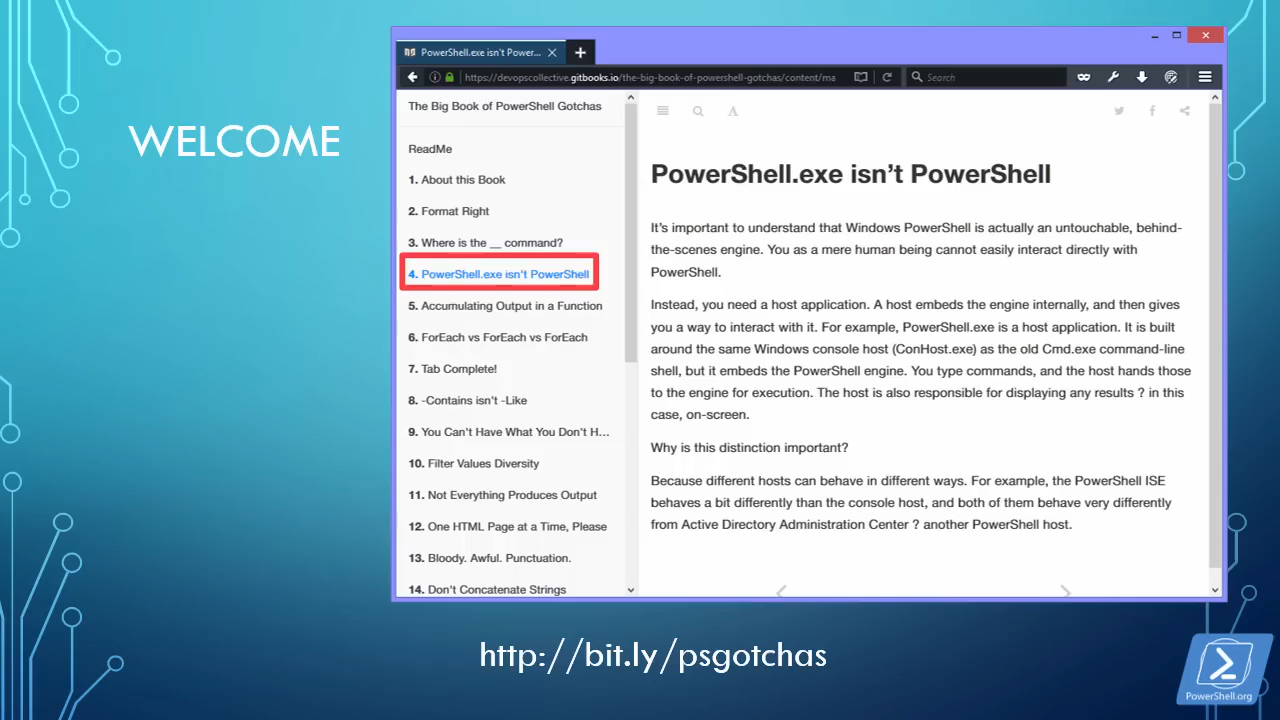 WELCOME
PowerShell.exe isn't Power...
https://devopscollective.gitbooks.io/the-big-book-of-powershell-gotchas/content/ma
Search
The Big Book of PowerShell Gotchas
ReadMe
1. About this Book
2. Format Right
3. Where is the __ command?
4. PowerShell.exe isn't PowerShell
5. Accumulating Output in a Function
6. ForEach vs ForEach vs ForEach
7. Tab Complete!
8. -Contains isn't -Like
9. You Can't Have What You Don't H...
10. Filter Values Diversity
11. Not Everything Produces Output
12. One HTML Page at a Time, Please
13. Bloody. Awful. Punctuation.
14. Don't Concatenate Strings
A
PowerShell.exe isn’t PowerShell
It’s important to understand that Windows PowerShell is actually an untouchable, behind-
the-scenes engine. You as a mere human being cannot easily interact directly with
PowerShell.
Instead, you need a host application. A host embeds the engine internally, and then gives
you a way to interact with it. For example, PowerShell.exe is a host application. It is built
around the same Windows console host (ConHost.exe) as the old Cmd.exe command-line
shell, but it embeds the PowerShell engine. You type commands, and the host hands those
to the engine for execution. The host is also responsible for displaying any results ? in this
case, on-screen.
Why is this distinction important?
Because different hosts can behave in different ways. For example, the PowerShell ISE
behaves a bit differently than the console host, and both of them behave very differently
from Active Directory Administration Center ? another PowerShell host.
http://bit.ly/psgotchas
PowerShell.org